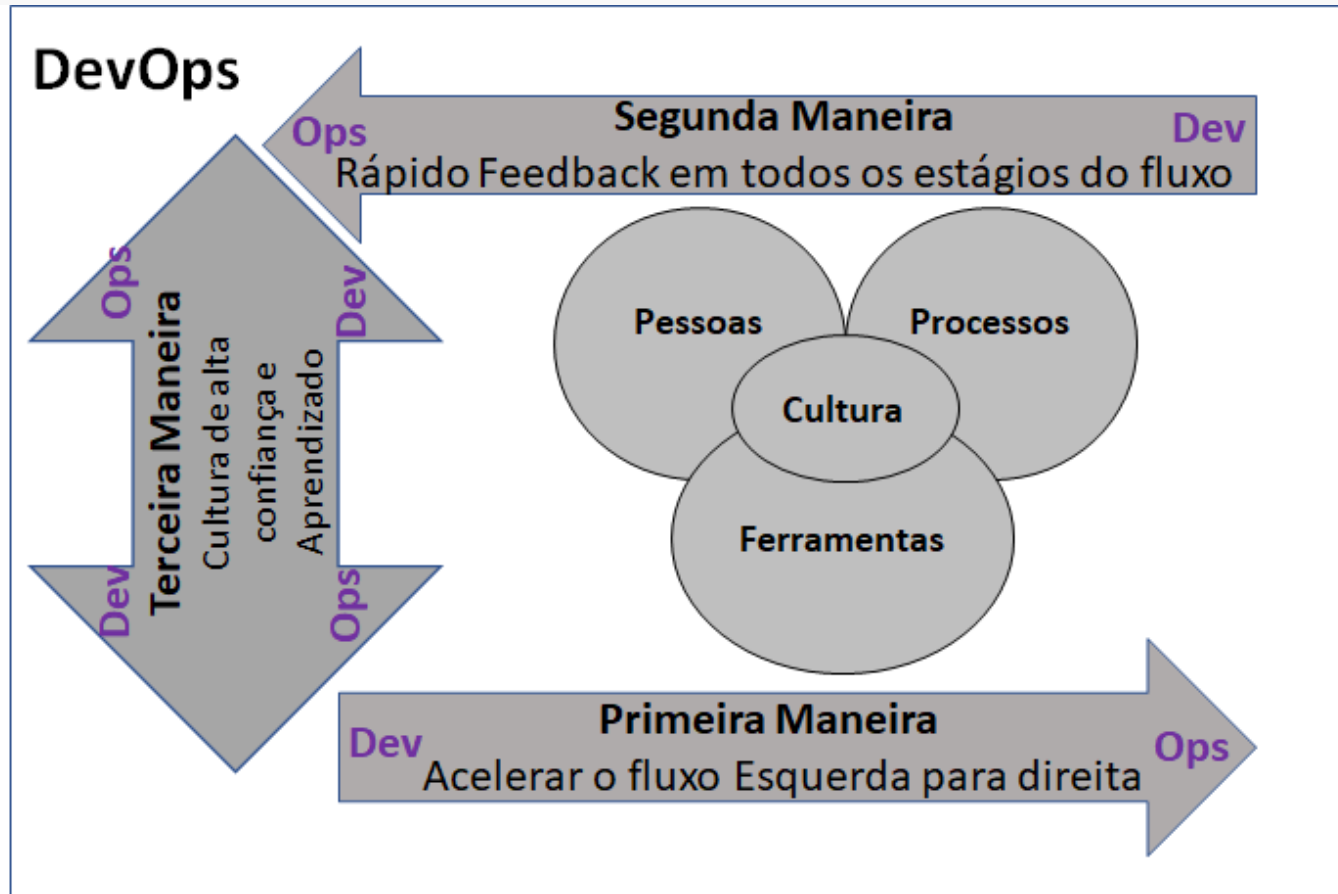 DevOps
Segunda Maneira
Ops
Dev
Rápido Feedback em todos os estágios do fluxo
Ops
Dev
Terceira Maneira
Cultura de alta
confiança e
Aprendizado
Dev
Ops
Pessoas
Processos
Cultura
Ferramentas
Primeira Maneira
Dev
Ops
Acelerar o fluxo Esquerda para direita